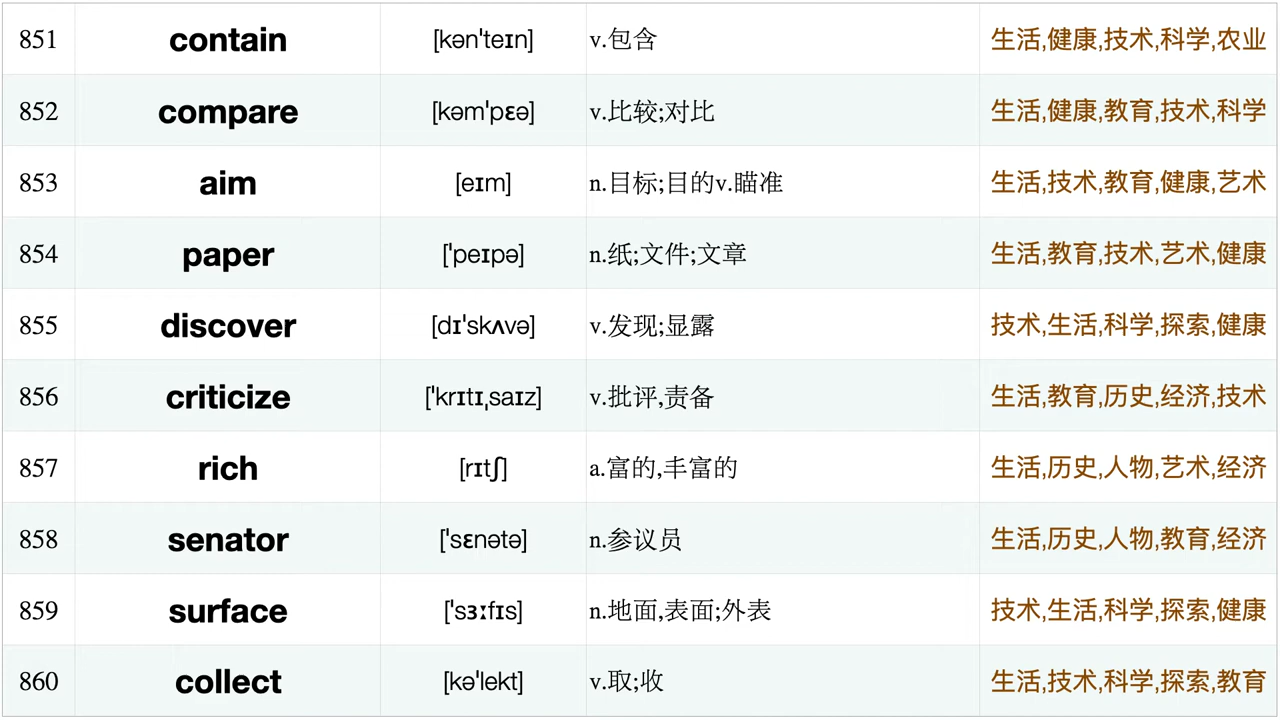 851 contain [kən'teɪn] v.包含 生活,健康,技术,科学,农业
852 compare [kəm'pɛə] v.比较;对比 生活,健康,教育,技术,科学
853 aim [eɪm] n.目标;目的v.瞄准 生活,技术,教育,健康,艺术
854 paper ['peɪpə] n.纸;文件;文章 生活,教育,技术,艺术,健康
855 discover [dɪ'skʌvə] v.发现;显露 技术,生活,科学,探索,健康
856 criticize ['krɪtɪˌsaɪz] v.批评,责备 生活,教育,历史,经济,技术
857 rich [rɪtʃ] a.富的,丰富的 生活,历史,人物,艺术,经济
858 senator ['sɛnətə] n.参议员 生活,历史,人物,教育,经济
859 surface ['sɜːfɪs] n.地面,表面;外表 技术,生活,科学,探索,健康
860 collect [kə'lekt] v.取;收 生活,技术,科学,探索,教育